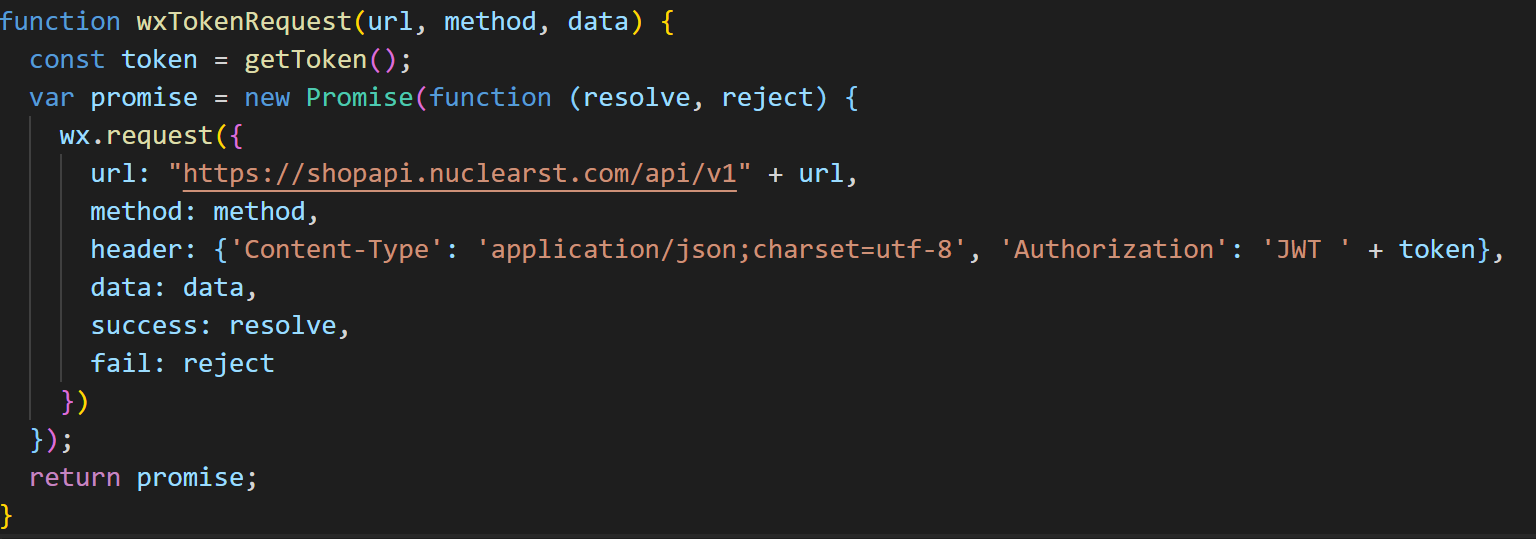 function wxTokenRequest(url, method, data) {
  const token = getToken();
  var promise = new Promise(function (resolve, reject) {
    wx.request({
      url: "https://shopapi.nuclearst.com/api/v1" + url,
      method: method,
      header: {'Content-Type': 'application/json;charset=utf-8', 'Authorization': 'JWT ' + token},
      data: data,
      success: resolve,
      fail: reject
    })
  });
  return promise;
}